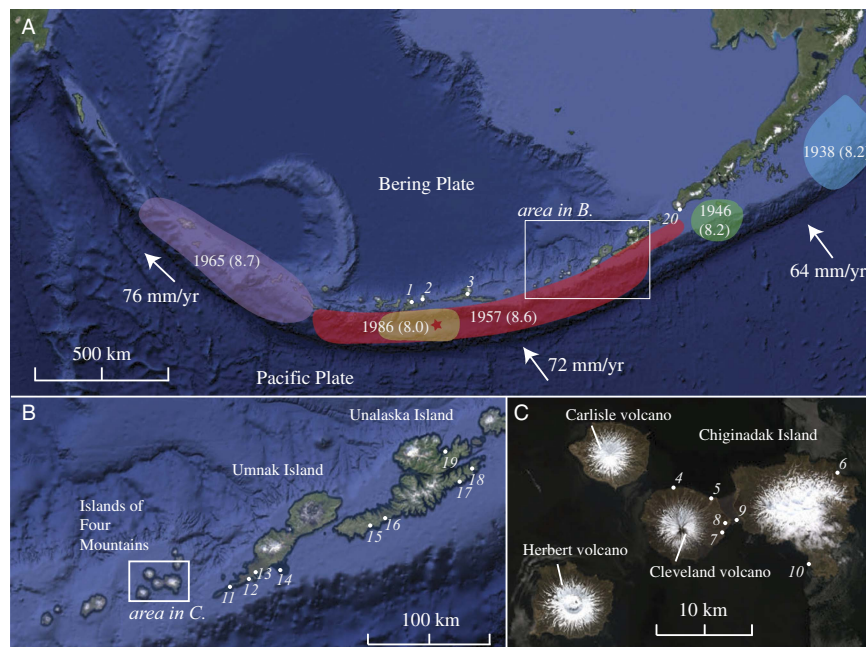 A
Bering Plate
area in B.
20
1938 (8.2
1946
(8.2)
64 mm/yr
1965 (8.7)
76 mm/yr
1
2
3
1986 (8.0)
1957 (8.6)
72 mm/yr
500 km
Pacific Plate
B
Unalaska Island
Umnak Island
Islands of
Four
Mountains
19
18
17
16
15
14
13
12
11
area in C.
100 km
C
Carlisle volcano
Chiginadak Island
4
5
6
8
9
7
10
Herbert volcano
Cleveland volcano
10 km